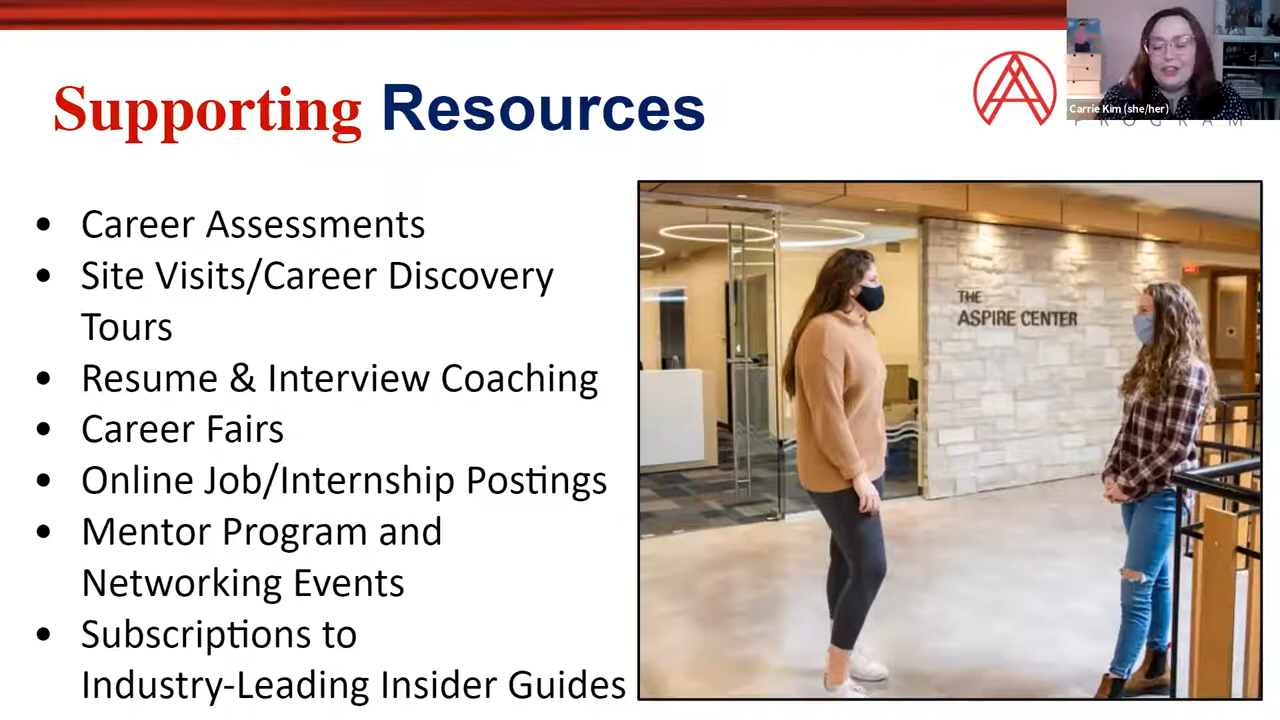 Supporting Resources
Carrie Kim (she/her)
PROGRAM
• Career Assessments
• Site Visits/Career Discovery
Tours
• Resume & Interview Coaching
• Career Fairs
• Online Job/Internship Postings
• Mentor Program and
Networking Events
• Subscriptions to
Industry-Leading Insider Guides
THE
ASPIRE CENTER